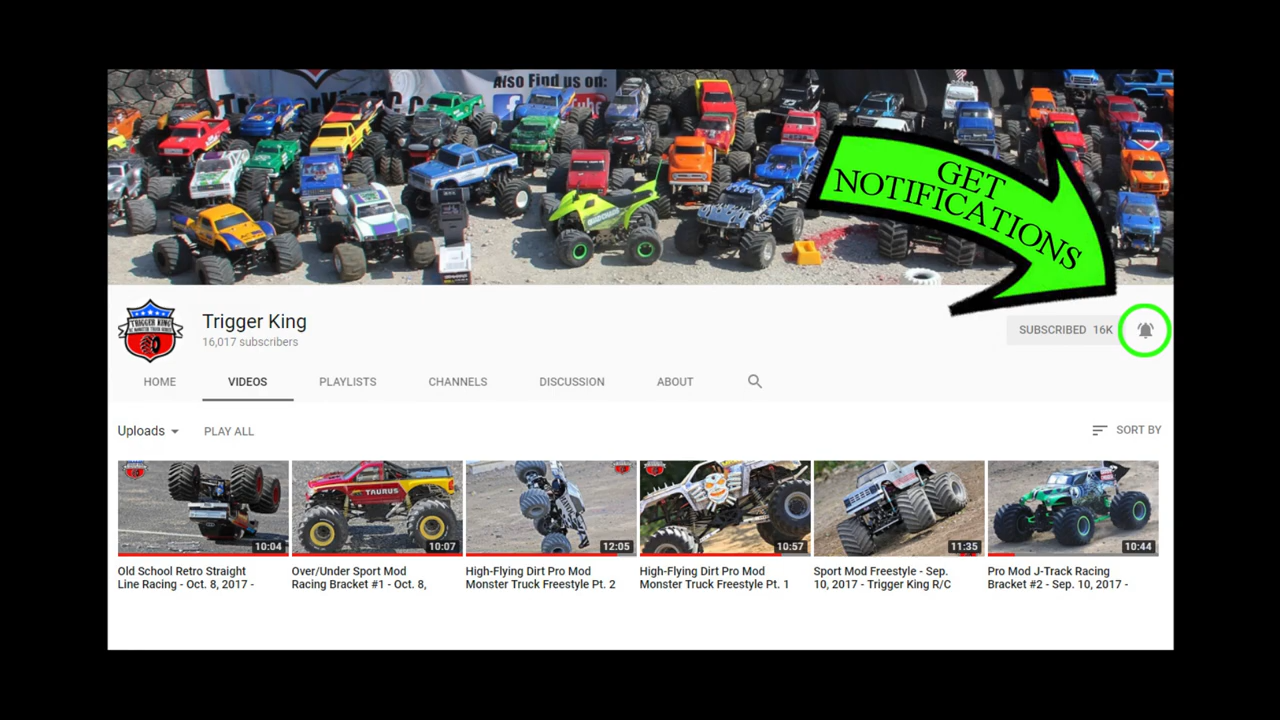 Also Find us on:
GET
NOTIFICATIONS
TRIGGER KING
Trigger King
16,017 subscribers
SUBSCRIBED 16K
HOME
VIDEOS
PLAYLISTS
CHANNELS
DISCUSSION
ABOUT
Uploads
PLAY ALL
SORT BY
TAURUS
10:04
10:07
12:05
10:57
11:35
10:44
Old School Retro Straight
Line Racing - Oct. 8, 2017 -
Over/Under Sport Mod
Racing Bracket #1 - Oct. 8,
High-Flying Dirt Pro Mod
Monster Truck Freestyle Pt. 2
High-Flying Dirt Pro Mod
Monster Truck Freestyle Pt. 1
Sport Mod Freestyle - Sep.
10, 2017 - Trigger King R/C
Pro Mod J-Track Racing
Bracket #2 - Sep. 10, 2017 -